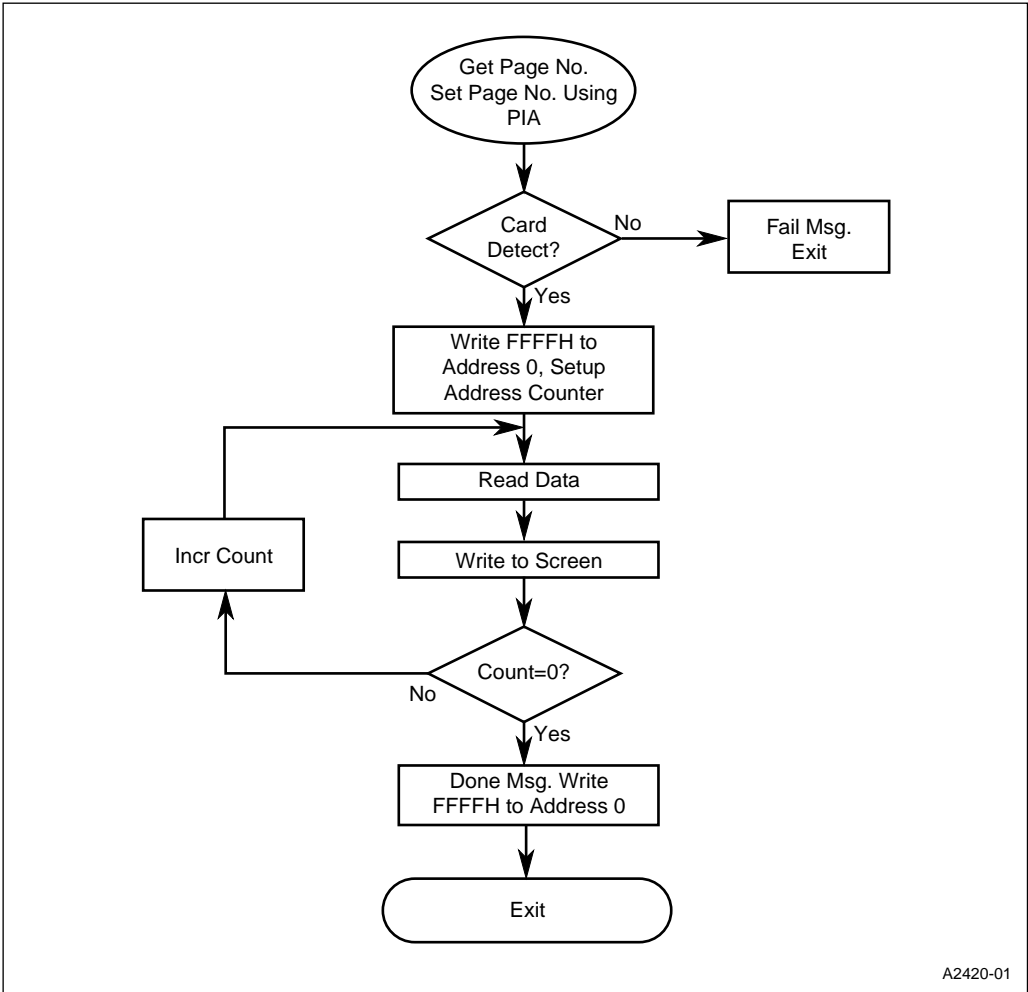 Get Page No.
Set Page No. Using
PIA
Card
Detect?
No
Fail Msg.
Exit
Yes
Write FFFFH to
Address 0, Setup
Address Counter
Read Data
Incr Count
Write to Screen
Count=0?
No
Yes
Done Msg. Write
FFFFH to Address 0
Exit
A2420-01